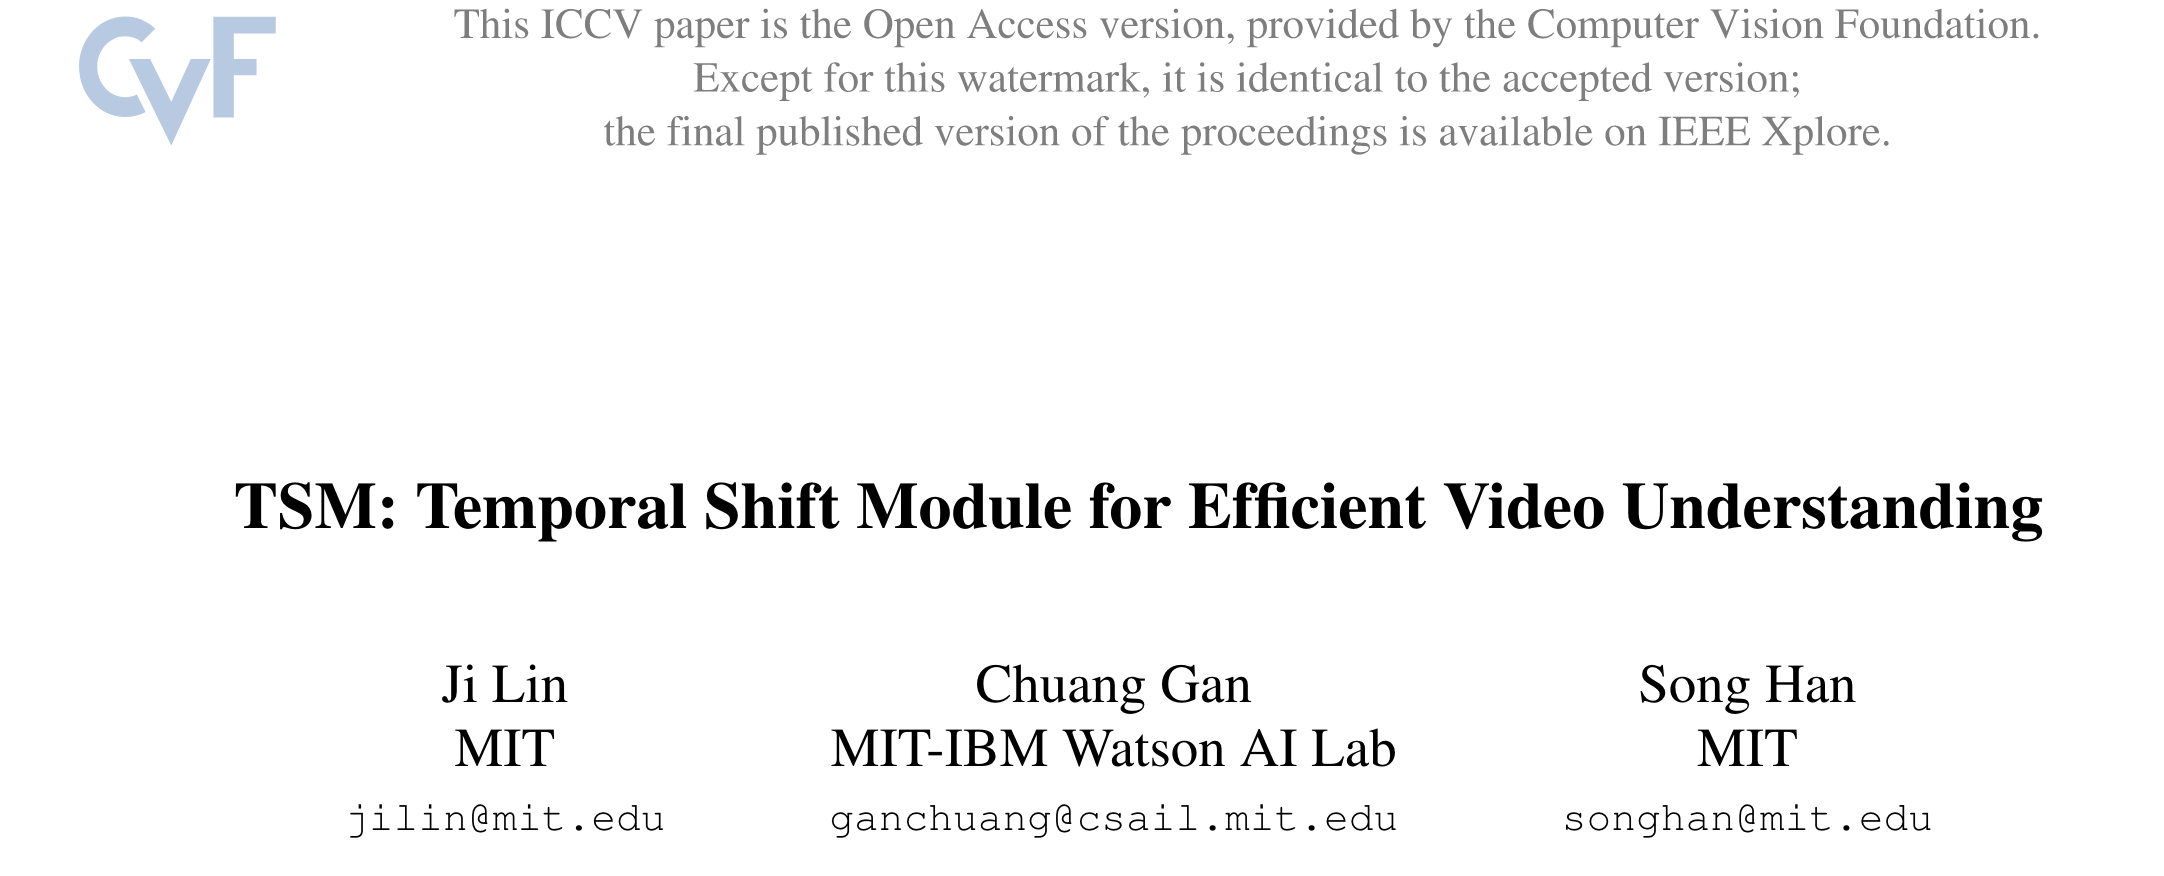 CVF
This ICCV paper is the Open Access version, provided by the Computer Vision Foundation.
Except for this watermark, it is identical to the accepted version;
the final published version of the proceedings is available on IEEE Xplore.
TSM: Temporal Shift Module for Efficient Video Understanding
Ji Lin Chuang Gan Song Han
MIT MIT-IBM Watson AI Lab MIT
jilin@mit.edu ganchuang@csail.mit.edu songhan@mit.edu